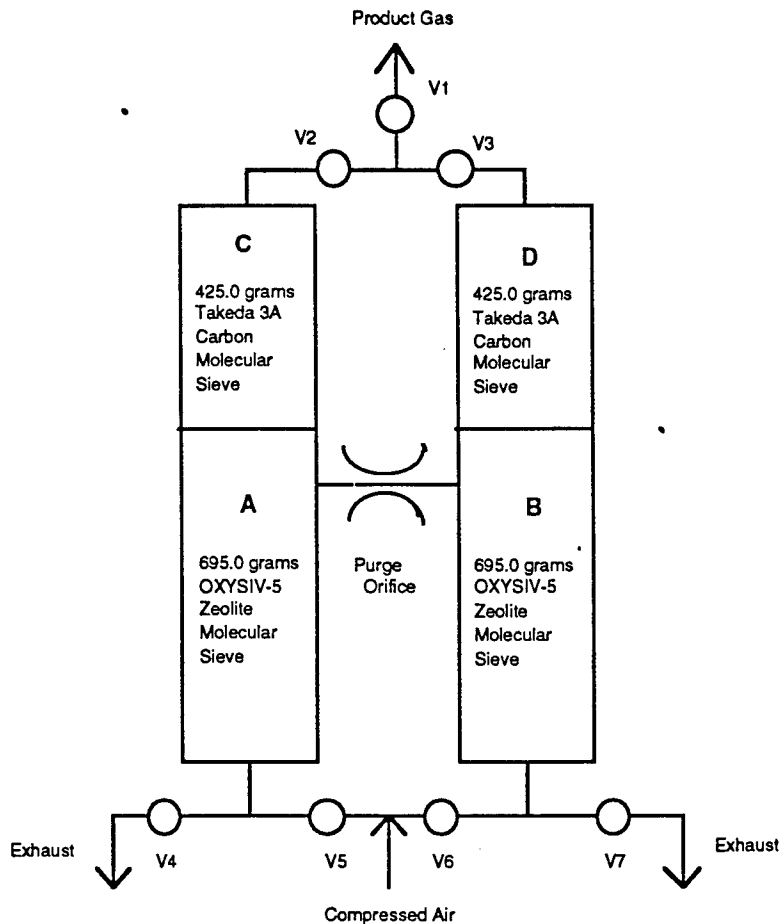 Product Gas
V1
V2
V3
C
425.0 grams
Takeda 3A
Carbon
Molecular
Sieve
D
425.0 grams
Takeda 3A
Carbon
Molecular
Sieve
A
695.0 grams
OXYSIV-5
Zeolite
Molecular
Sieve
Purge
Orifice
B
695.0 grams
OXYSIV-5
Zeolite
Molecular
Sieve
Exhaust
V4
V5
V6
V7
Exhaust
Compressed Air